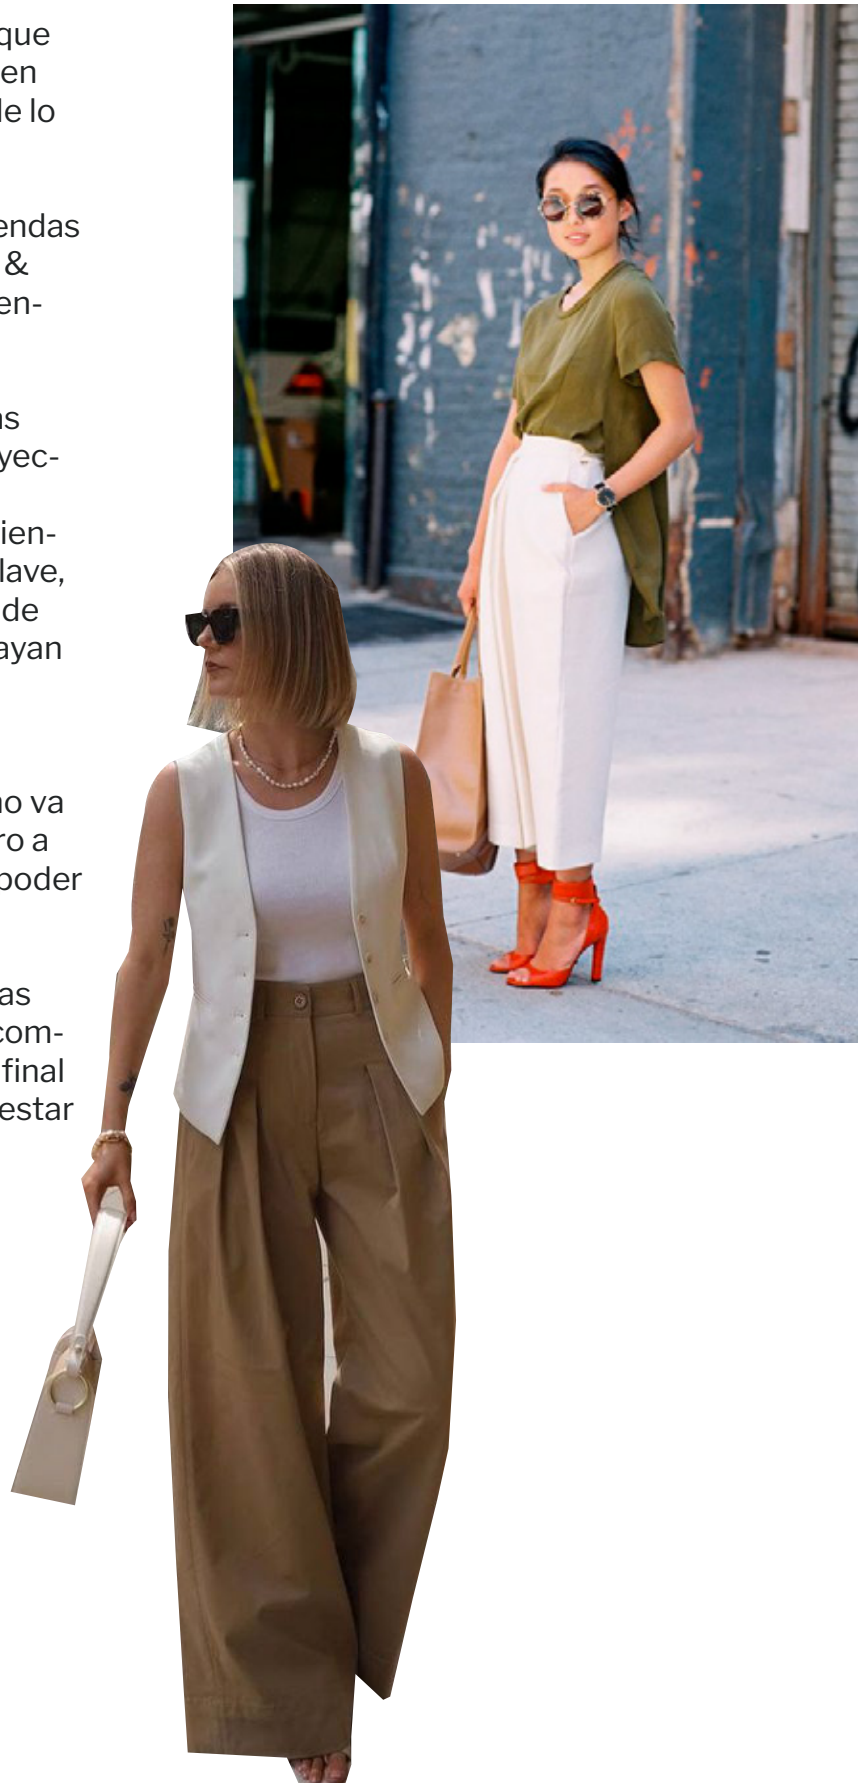 que
en
le lo
endas
&
en-
as
yec-
ien-
lave,
de
ayan
no va
ro a
poder
as
com-
final
estar